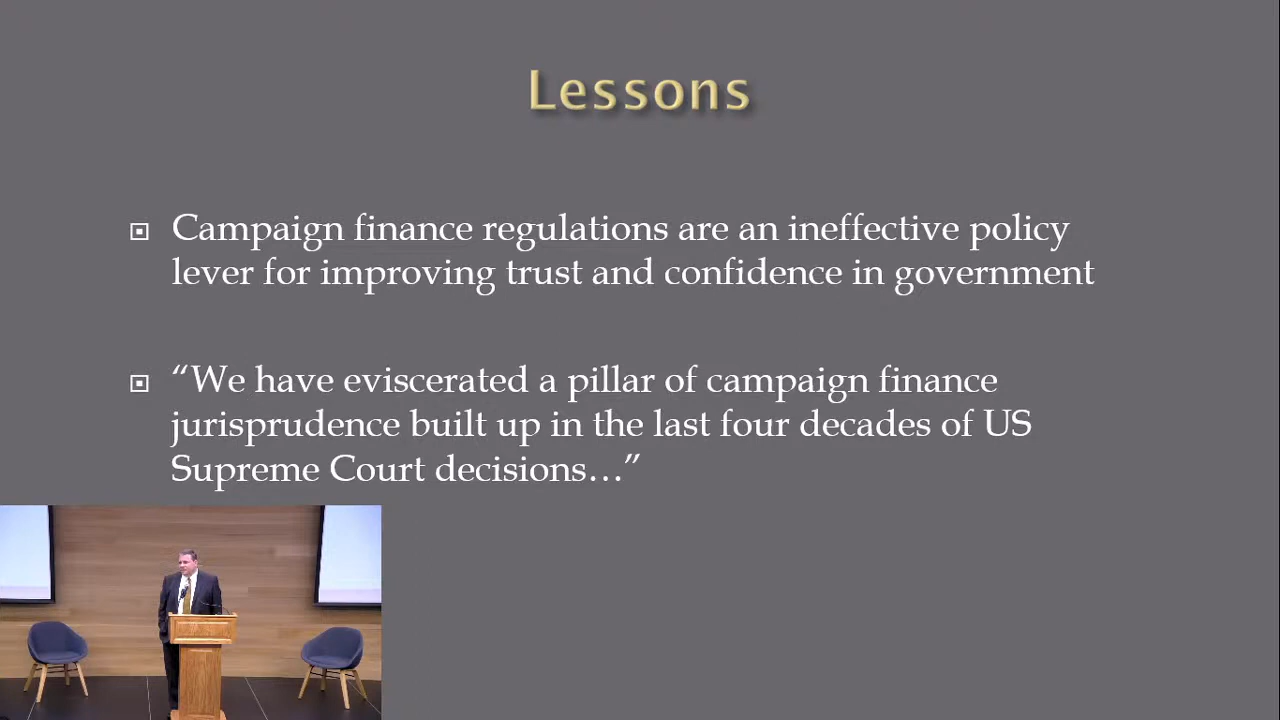 Lessons
Campaign finance regulations are an ineffective policy
lever for improving trust and confidence in government
“We have eviscerated a pillar of campaign finance
jurisprudence built up in the last four decades of US
Supreme Court decisions…”